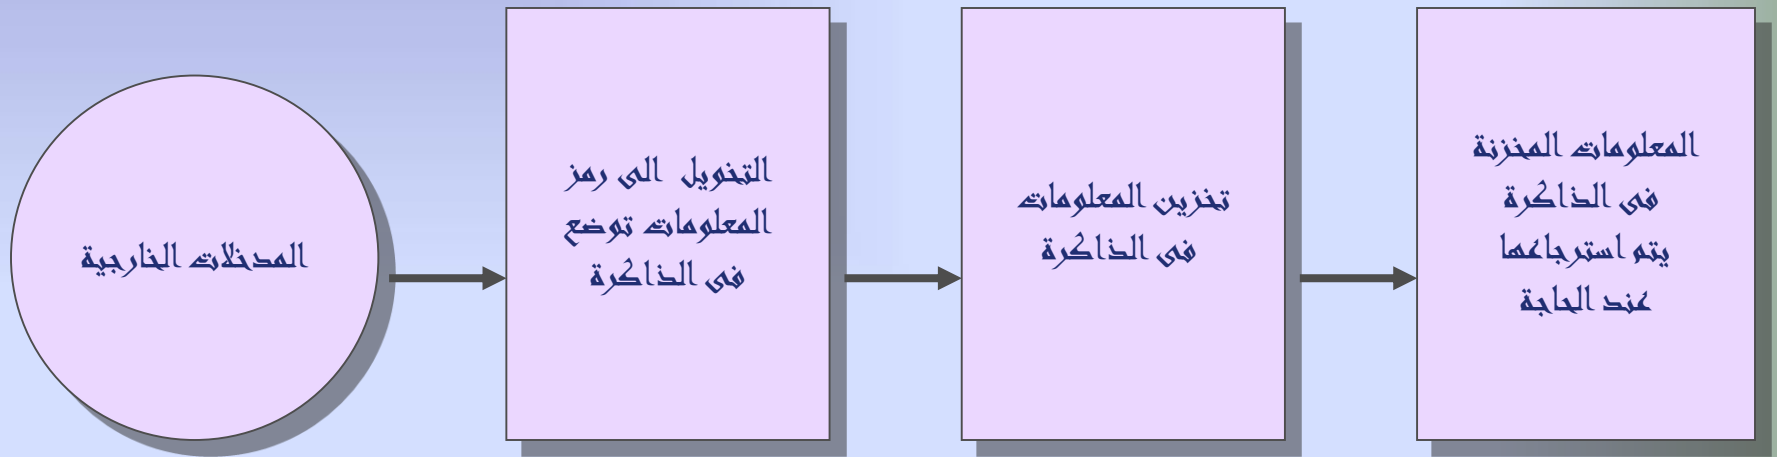 المدخلات الخارجية
التخويل الى رمز
المعلومات توضع
فى الذاكرة
تخزين المعلومات
فى الذاكرة
المعلومات المخزنة
فى الذاكرة
يتم استرجاعها
عند الحاجة